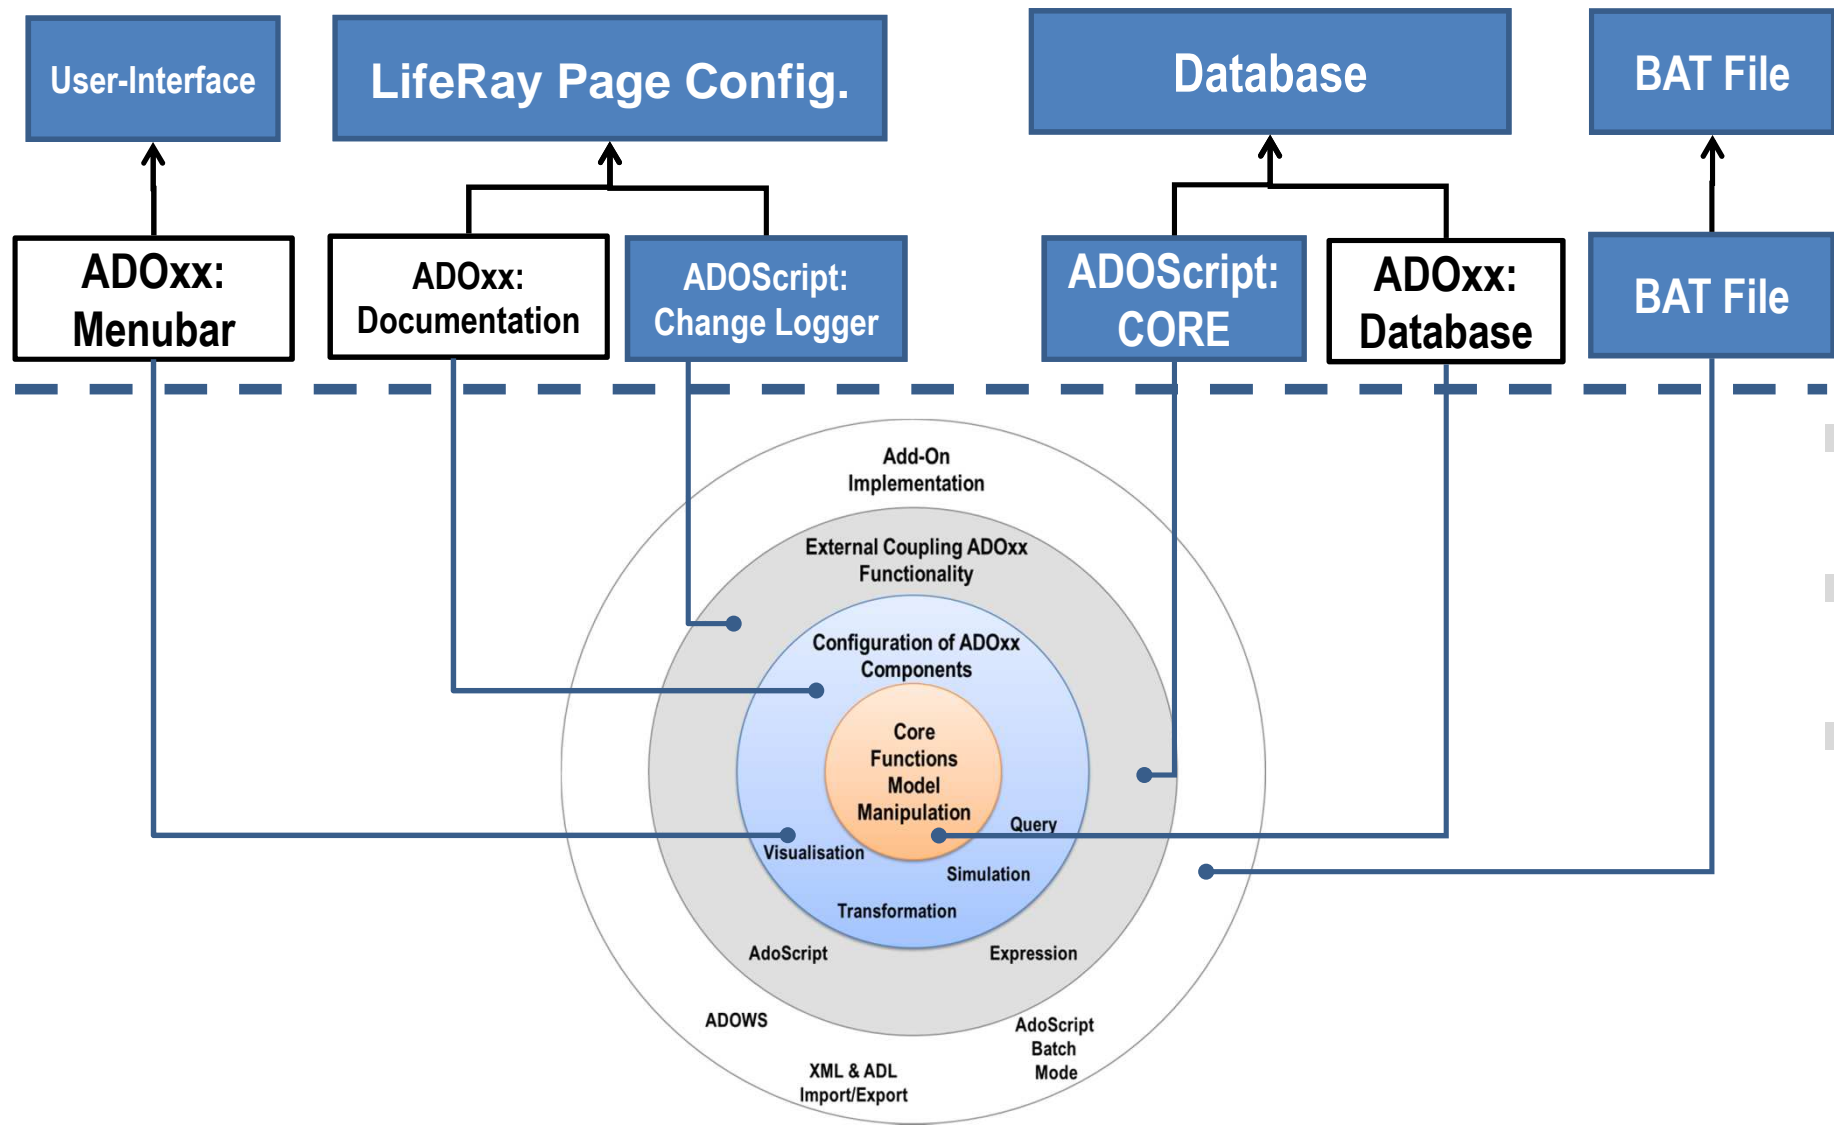 User-Interface
LifeRay Page Config.
Database
BAT File
ADOxx:
Menubar
ADOxx:
Documentation
ADOScript:
Change Logger
ADOScript:
CORE
ADOxx:
Database
BAT File
Add-On
Implementation
External Coupling ADOxx
Functionality
Configuration of ADOxx
Components
Core
Functions
Model
Manipulation
Query
Visualisation
Simulation
Transformation
AdoScript
Expression
ADOWS
AdoScript
Batch
Mode
XML & ADL
Import/Export